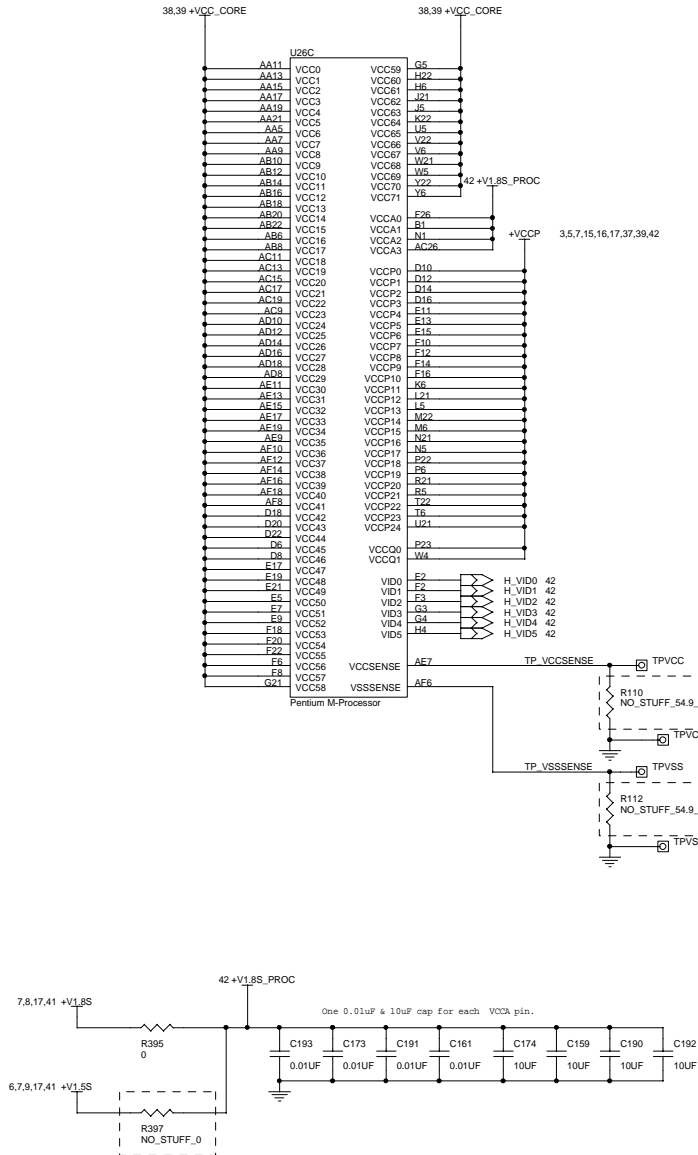 38,39 +VCC_CORE 38,39 +VCC_CORE
U26C
AA11 VCC0 VCC59 G5
AA13 VCC1 VCC60 H22
AA15 VCC2 VCC61 H6
AA17 VCC3 VCC62 J21
AA19 VCC4 VCC63 J5
AA21 VCC5 VCC64 K22
AA5 VCC6 VCC65 U5
AA7 VCC7 VCC66 V22
AA9 VCC8 VCC67 V6
AB10 VCC9 VCC68 W21
AB12 VCC10 VCC69 W5
AB14 VCC11 VCC70 Y22 42 +V1.8S_PROC
AB16 VCC12 VCC71 Y6
AB18 VCC13
AB20 VCC14 VCCA0 F26
AB22 VCC15 VCCA1 B1
AB6 VCC16 VCCA2 N1 +VCCP 3,5,7,15,16,17,37,39,42
AB8 VCC17 VCCA3 AC26
AC11 VCC18
AC13 VCC19 VCCP0 D10
AC15 VCC20 VCCP1 D12
AC17 VCC21 VCCP2 D14
AC19 VCC22 VCCP3 D16
AC9 VCC23 VCCP4 E11
AD10 VCC24 VCCP5 E13
AD12 VCC25 VCCP6 E15
AD14 VCC26 VCCP7 F10
AD16 VCC27 VCCP8 F12
AD18 VCC28 VCCP9 F14
AD8 VCC29 VCCP10 F16
AE11 VCC30 VCCP11 K6
AE13 VCC31 VCCP12 L21
AE15 VCC32 VCCP13 L5
AE17 VCC33 VCCP14 M22
AE19 VCC34 VCCP15 M6
AE9 VCC35 VCCP16 N21
AF10 VCC36 VCCP17 N5
AF12 VCC37 VCCP18 P22
AF14 VCC38 VCCP19 P6
AF16 VCC39 VCCP20 R21
AF18 VCC40 VCCP21 R5
AF8 VCC41 VCCP22 T22
D18 VCC42 VCCP23 T6
D20 VCC43 VCCP24 U21
D22 VCC44
D6 VCC45 VCCQ0 P23
D8 VCC46 VCCQ1 W4
E17 VCC47
E19 VCC48 VID0 E2 H_VID0 42
E21 VCC49 VID1 F2 H_VID1 42
E5 VCC50 VID2 F3 H_VID2 42
E7 VCC51 VID3 G3 H_VID3 42
E9 VCC52 VID4 G4 H_VID4 42
F18 VCC53 VID5 H4 H_VID5 42
F20 VCC54
F22 VCC55
F6 VCC56 VCCSENSE AE7 TP_VCCSENSE TPVCC
F8 VCC57
G21 VCC58 VSSSENSE AF6
Pentium M-Processor
R110
NO_STUFF_54.9_
TPVC
TP_VSSSENSE TPVSS
R112
NO_STUFF_54.9_
TPVS
42 +V1.8S_PROC
7,8,17,41 +V1.8S
One 0.01uF & 10uF cap for each VCCA pin.
R395
0
C193 C173 C191 C161 C174 C159 C190 C192
0.01UF 0.01UF 0.01UF 0.01UF 10UF 10UF 10UF 10UF
6,7,9,17,41 +V1.5S
R397
NO_STUFF_0